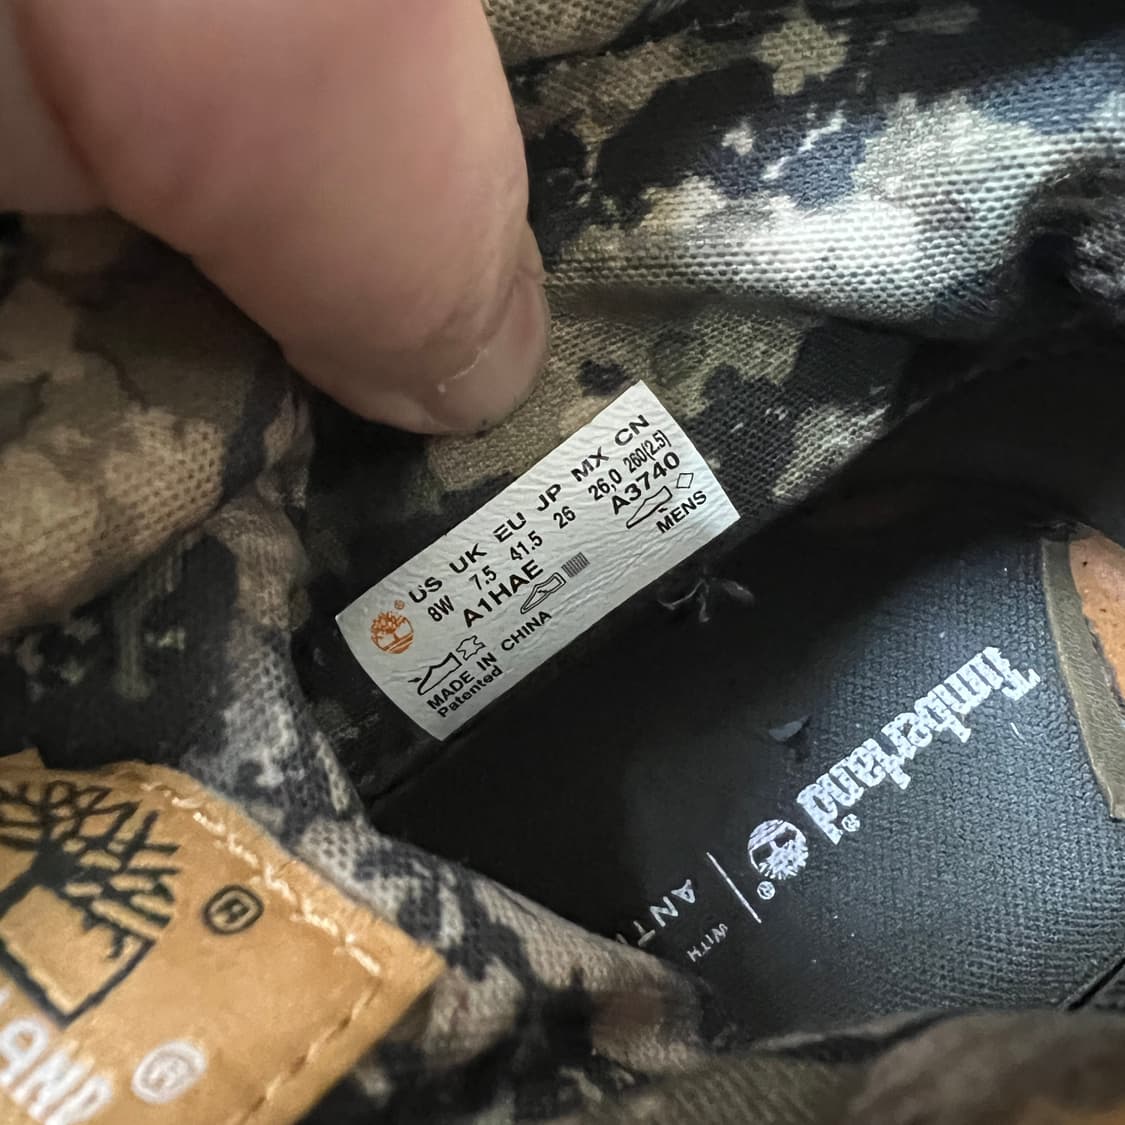 US UK EU JP MX CN
8W 7.5 41.5 26 26,0 260(2.5)
A1HAE A3740
MENS
MADE IN CHINA
Patented
Timberland®
®
WITH
®
®